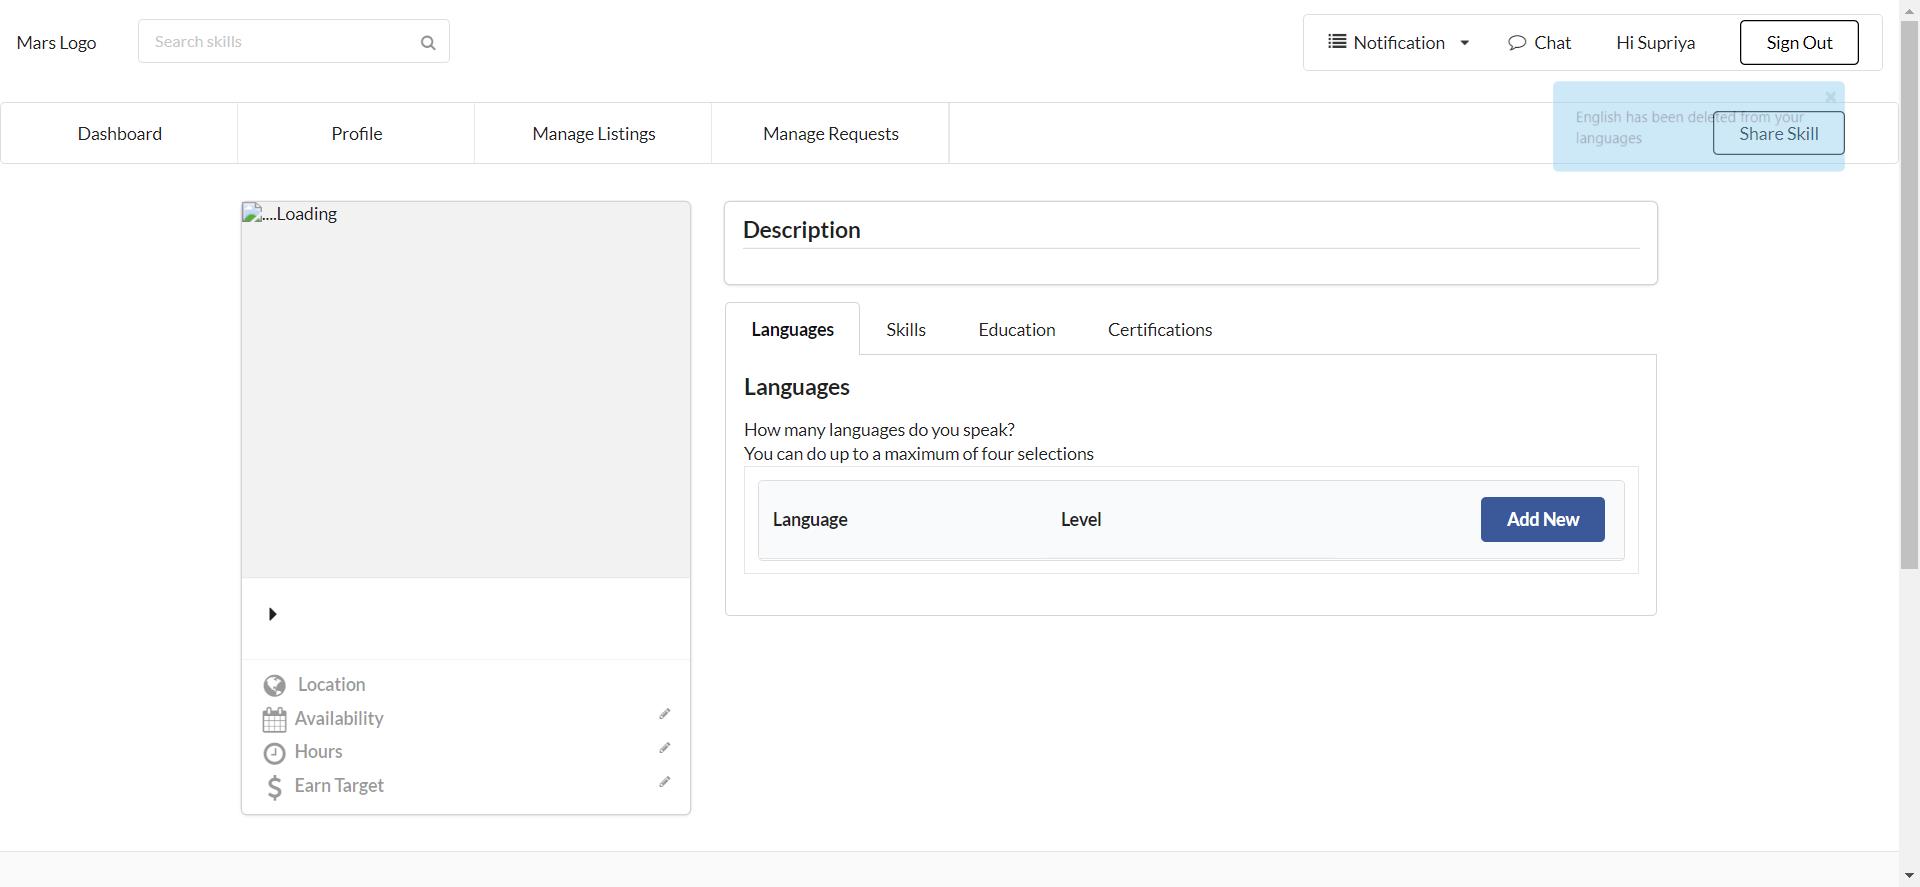 Mars Logo
Search skills
Notification
Chat
Hi Supriya
Sign Out
Dashboard
Profile
Manage Listings
Manage Requests
English has been deleted from your
languages
Share Skill
....Loading
Description
Languages
Skills
Education
Certifications
Languages
How many languages do you speak?
You can do up to a maximum of four selections
Language
Level
Add New
Location
Availability
Hours
Earn Target